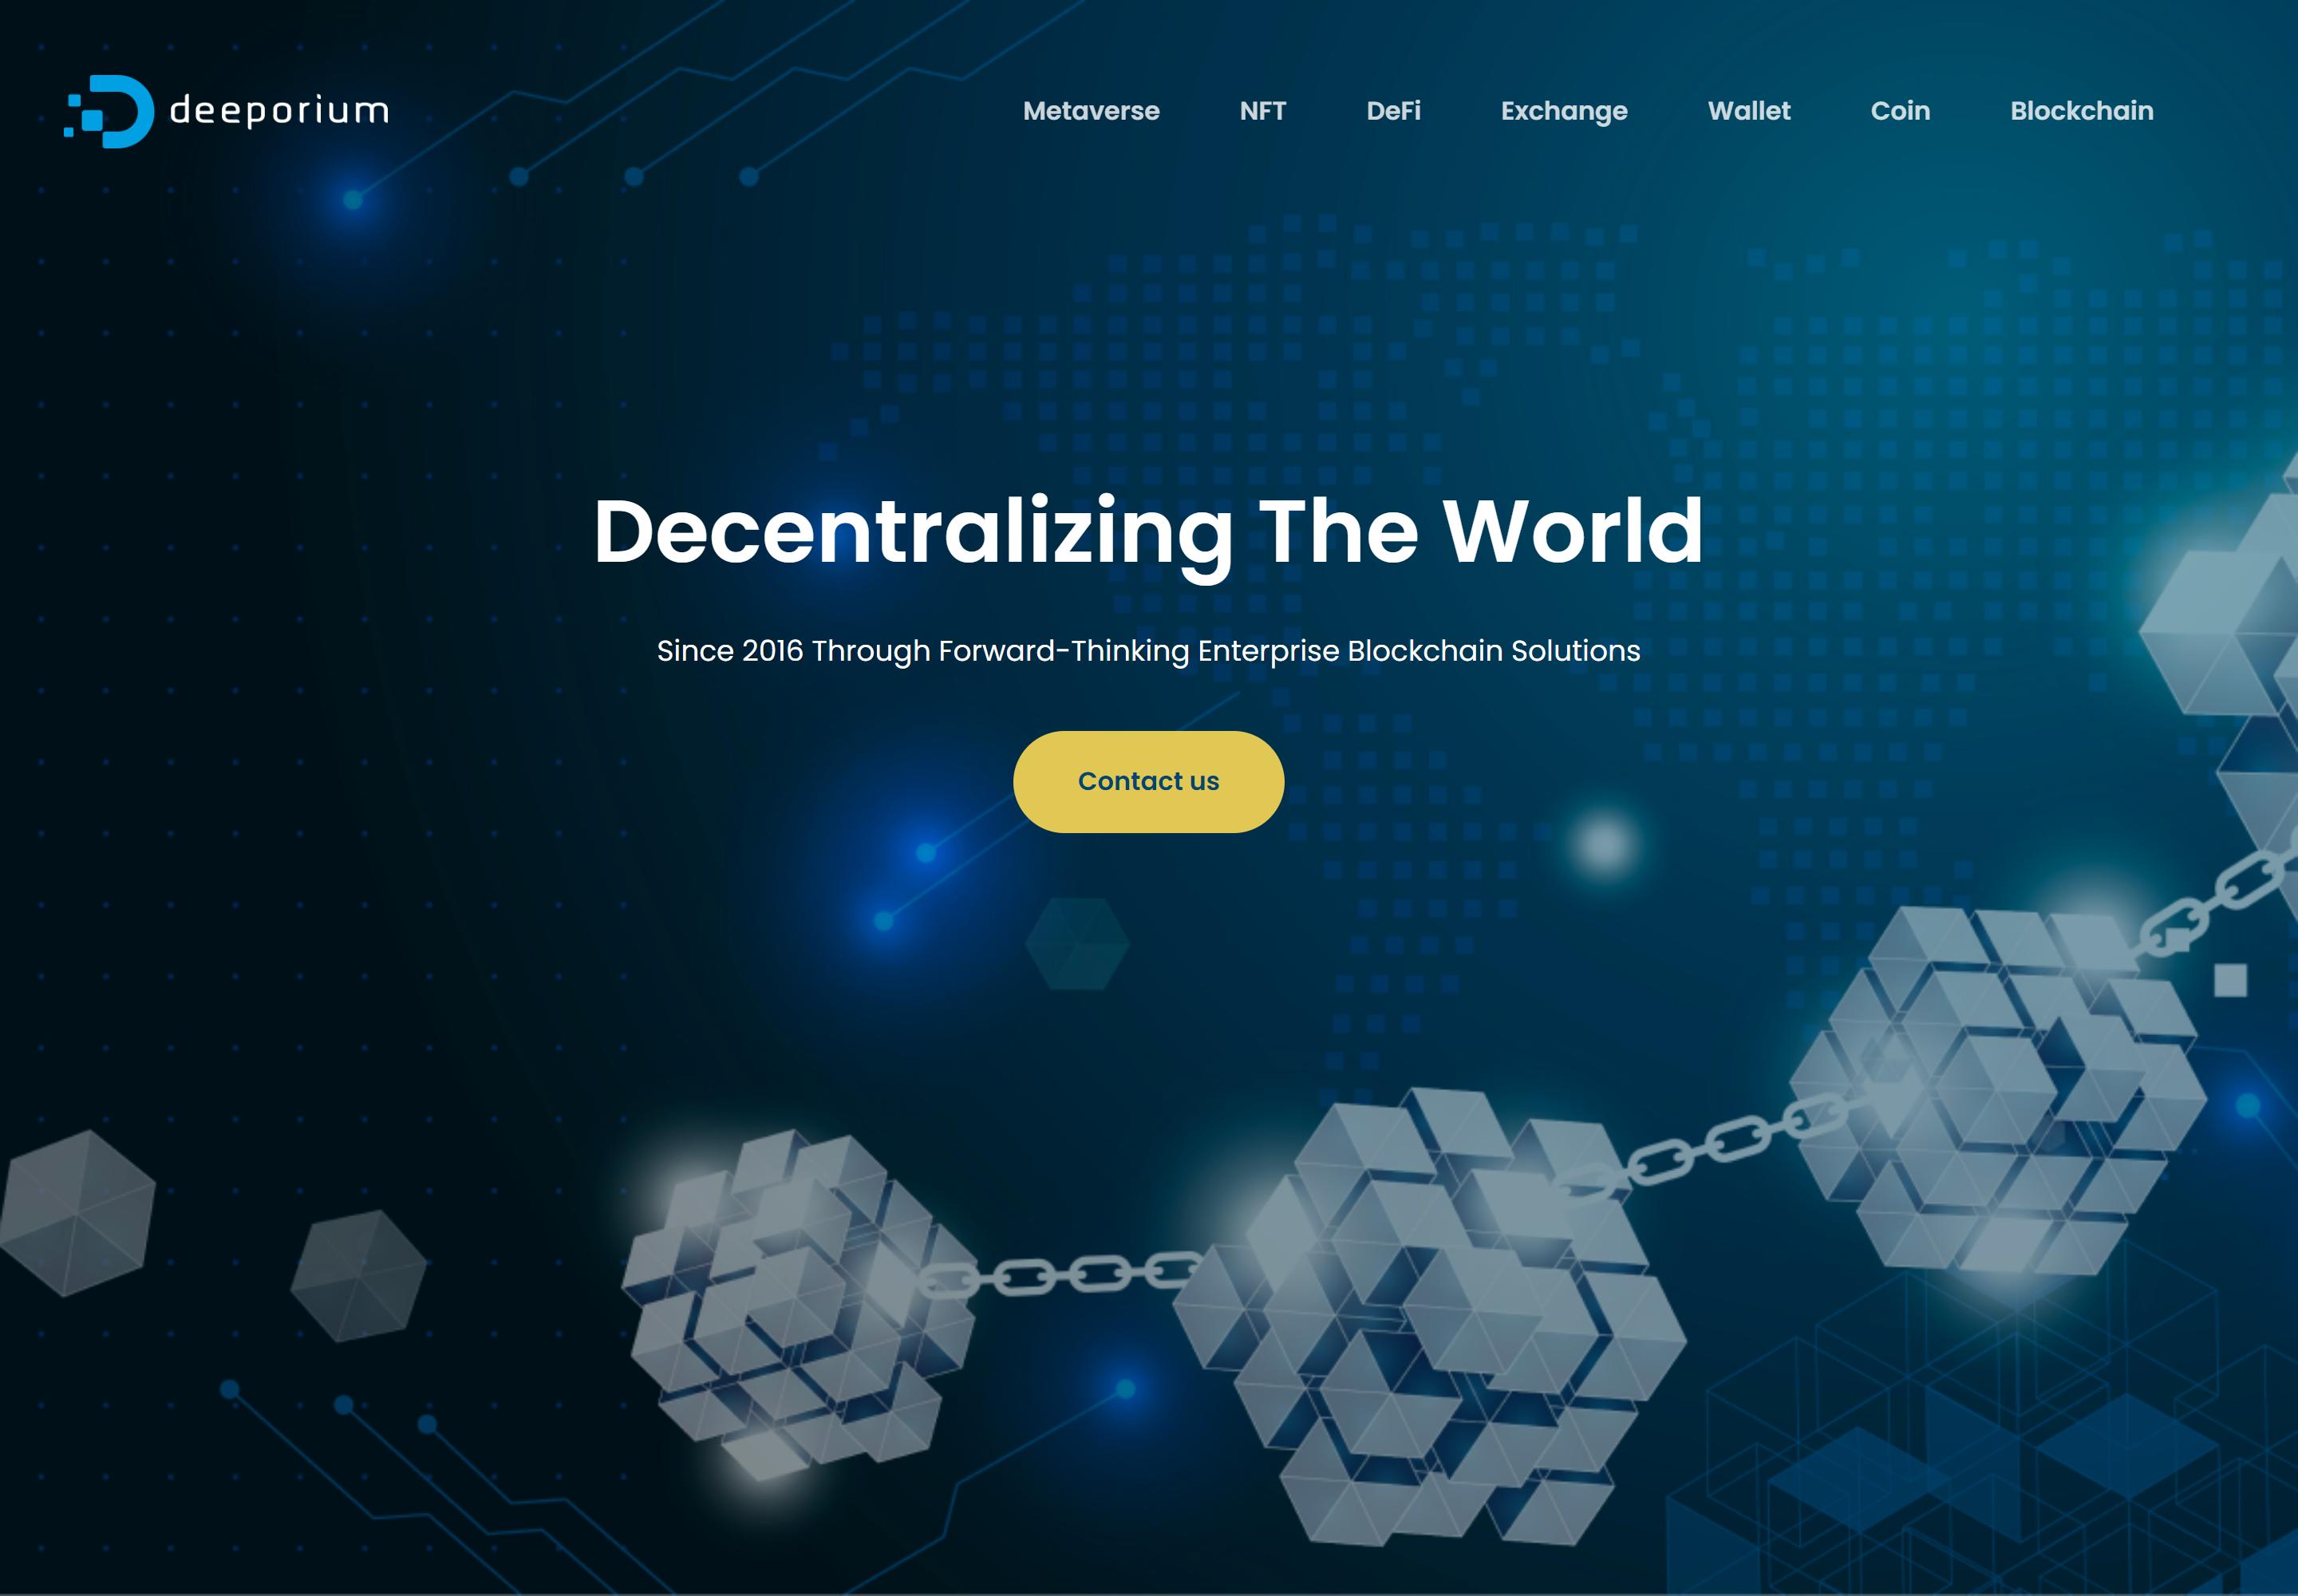 deeporium
Metaverse NFT DeFi Exchange Wallet Coin Blockchain
Decentralizing The World
Since 2016 Through Forward-Thinking Enterprise Blockchain Solutions
Contact us